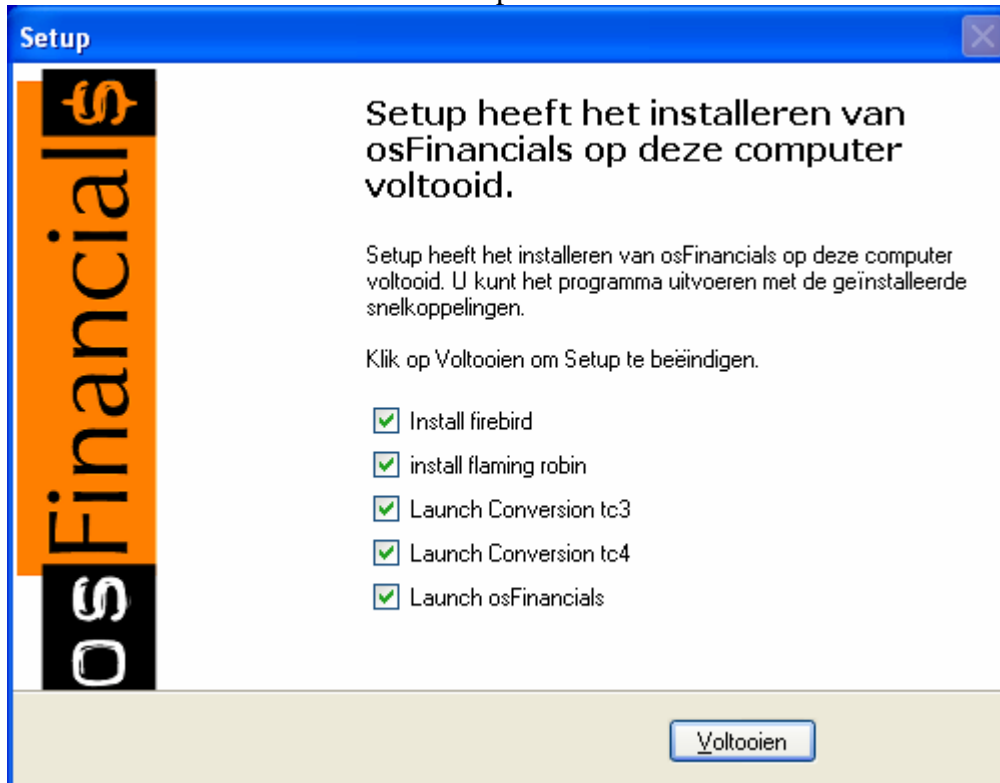 Setup
osFinancial$
Setup heeft het installeren van
osFinancials op deze computer
voltooid.
Setup heeft het installeren van osFinancials op deze computer
voltooid. U kunt het programma uitvoeren met de geïnstalleerde
snelkoppelingen.
Klik op Voltooien om Setup te beëindigen.
Install firebird
install flaming robin
Launch Conversion tc3
Launch Conversion tc4
Launch osFinancials
Voltooien